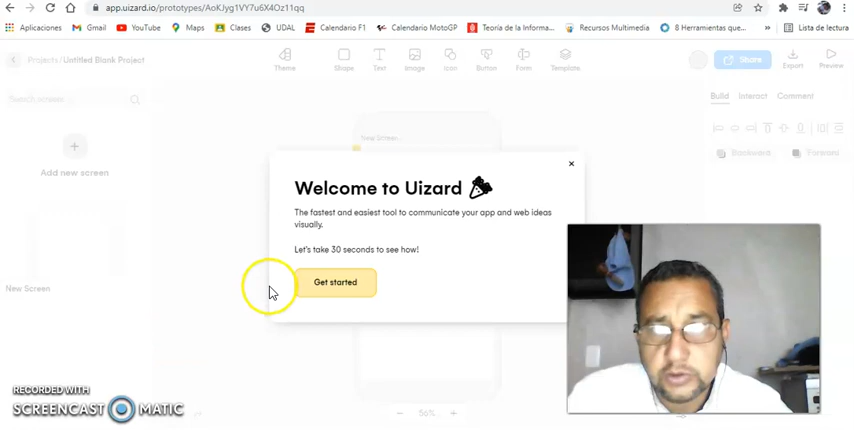 app.uizard.io/prototypes/AoKJyg1VY7u6X4Oz11qq
Aplicaciones
Gmail
YouTube
Maps
Clases
UDAL
Calendario F1
Calendario MotoGP
Teoría de la Informa...
Recursos Multimedia
8 Herramientas que...
»
Lista de lectura
Projects / Untitled Blank Project
Theme
Shape
Text
Image
Icon
Button
Form
Template
Share
Export
Preview
Build
Interact
Comment
Add new screen
New Screen
New Screen
Backward
Forward
Welcome to Uizard
The fastest and easiest tool to communicate your app and web ideas
visually.
Let's take 30 seconds to see how!
Get started
RECORDED WITH
SCREENCAST MATIC
56%